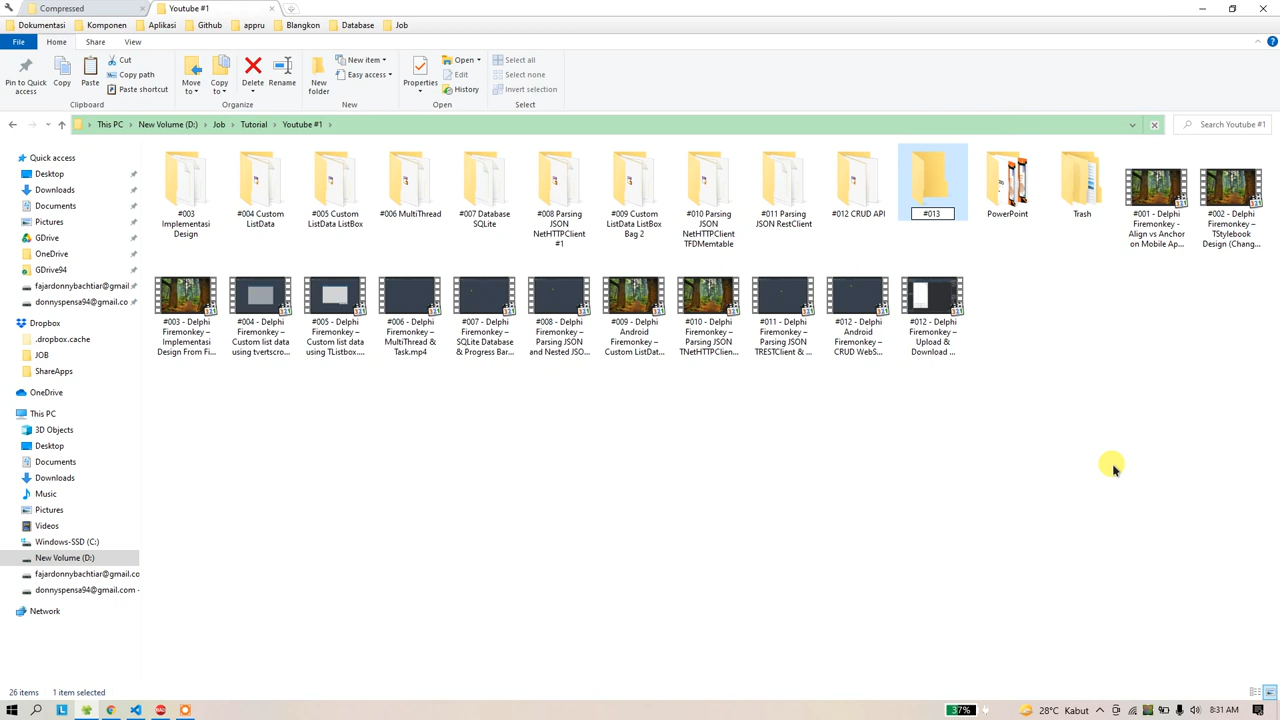 Compressed
Youtube #1
Dokumentasi
Komponen
Aplikasi
Github
appru
Blangkon
Database
Job
File
Home
Share
View
Pin to Quick
access
Copy
Paste
Cut
Copy path
Paste shortcut
Clipboard
Move
to
Copy
to
Delete
Rename
Organize
New
folder
New item
Easy access
New
Properties
Open
Edit
History
Open
Select all
Select none
Invert selection
Select
This PC
New Volume (D:)
Job
Tutorial
Youtube #1
Search Youtube #1
Quick access
Desktop
Downloads
Documents
Pictures
GDrive
OneDrive
GDrive94
fajardonnybachtiar@gmail
donnyspensa94@gmail.co
Dropbox
.dropbox.cache
JOB
ShareApps
OneDrive
This PC
3D Objects
Desktop
Documents
Downloads
Music
Pictures
Videos
Windows-SSD (C:)
New Volume (D:)
fajardonnybachtiar@gmail.co
donnyspensa94@gmail.com -
Network
#003
Implementasi
Design
#004 Custom
ListData
#005 Custom
ListData ListBox
#006 MultiThread
#007 Database
SQLite
#008 Parsing
JSON
NetHTTPClient
#1
#009 Custom
ListData ListBox
Bag 2
#010 Parsing
JSON
NetHTTPClient
TFDMemtable
#011 Parsing
JSON RestClient
#012 CRUD API
#013
PowerPoint
Trash
#001 - Delphi
Firemonkey –
Align vs Anchor
on Mobile Ap...
#002 - Delphi
Firemonkey –
TStylebook
Design (Chang...
#003 - Delphi
Firemonkey –
Implementasi
Design From Fi...
#004 - Delphi
Firemonkey –
Custom list data
using tvertscro...
#005 - Delphi
Firemonkey –
Custom list data
using TListbox....
#006 - Delphi
Firemonkey –
MultiThread &
Task.mp4
#007 - Delphi
Firemonkey –
SQLite Database
& Progress Bar...
#008 - Delphi
Firemonkey –
Parsing JSON
and Nested JSO...
#009 - Delphi
Android
Firemonkey –
Custom ListDat...
#010 - Delphi
Firemonkey –
Parsing JSON
TNetHTTPClien...
#011 - Delphi
Firemonkey –
Parsing JSON
TRESTClient & ...
#012 - Delphi
Android
Firemonkey –
CRUD WebS...
#012 - Delphi
Firemonkey –
Upload &
Download ...
26 items
1 item selected
37%
28°C Kabut
8:31 AM